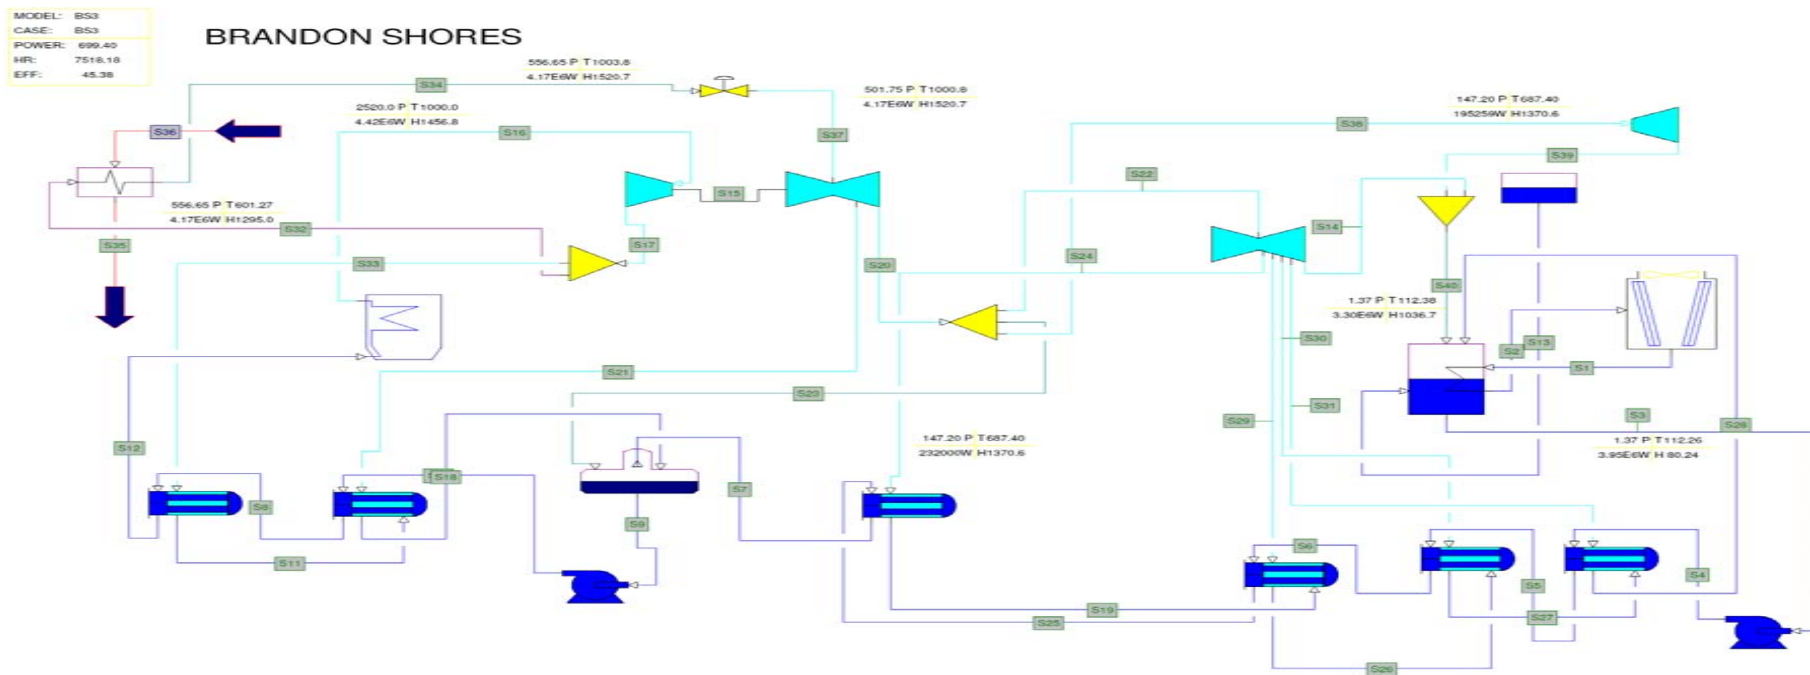 MODEL: BS3
CASE: BS3
POWER: 699.40
HR: 7518.18
EFF: 45.38
BRANDON SHORES
556.65 P T1003.8
4.17E6W H1520.7
S34
2520.0 P T1000.0
4.42E6W H1456.8
S16
501.75 P T1000.8
4.17E6W H1520.7
147.20 P T687.40
195259W H1370.6
S36
S37
S38
S39
S22
S15
556.65 P T601.27
4.17E6W H1295.0
S32
S35
S17
S14
S33
S20
S24
S40
1.37 P T112.38
3.30E6W H1036.7
S30
S2
S13
S1
S21
S23
S31
S29
S3
S28
1.37 P T112.26
3.95E6W H 80.24
S12
147.20 P T687.40
232000W H1370.6
S18
S7
S8
S9
S11
S6
S5
S4
S19
S25
S27
S26